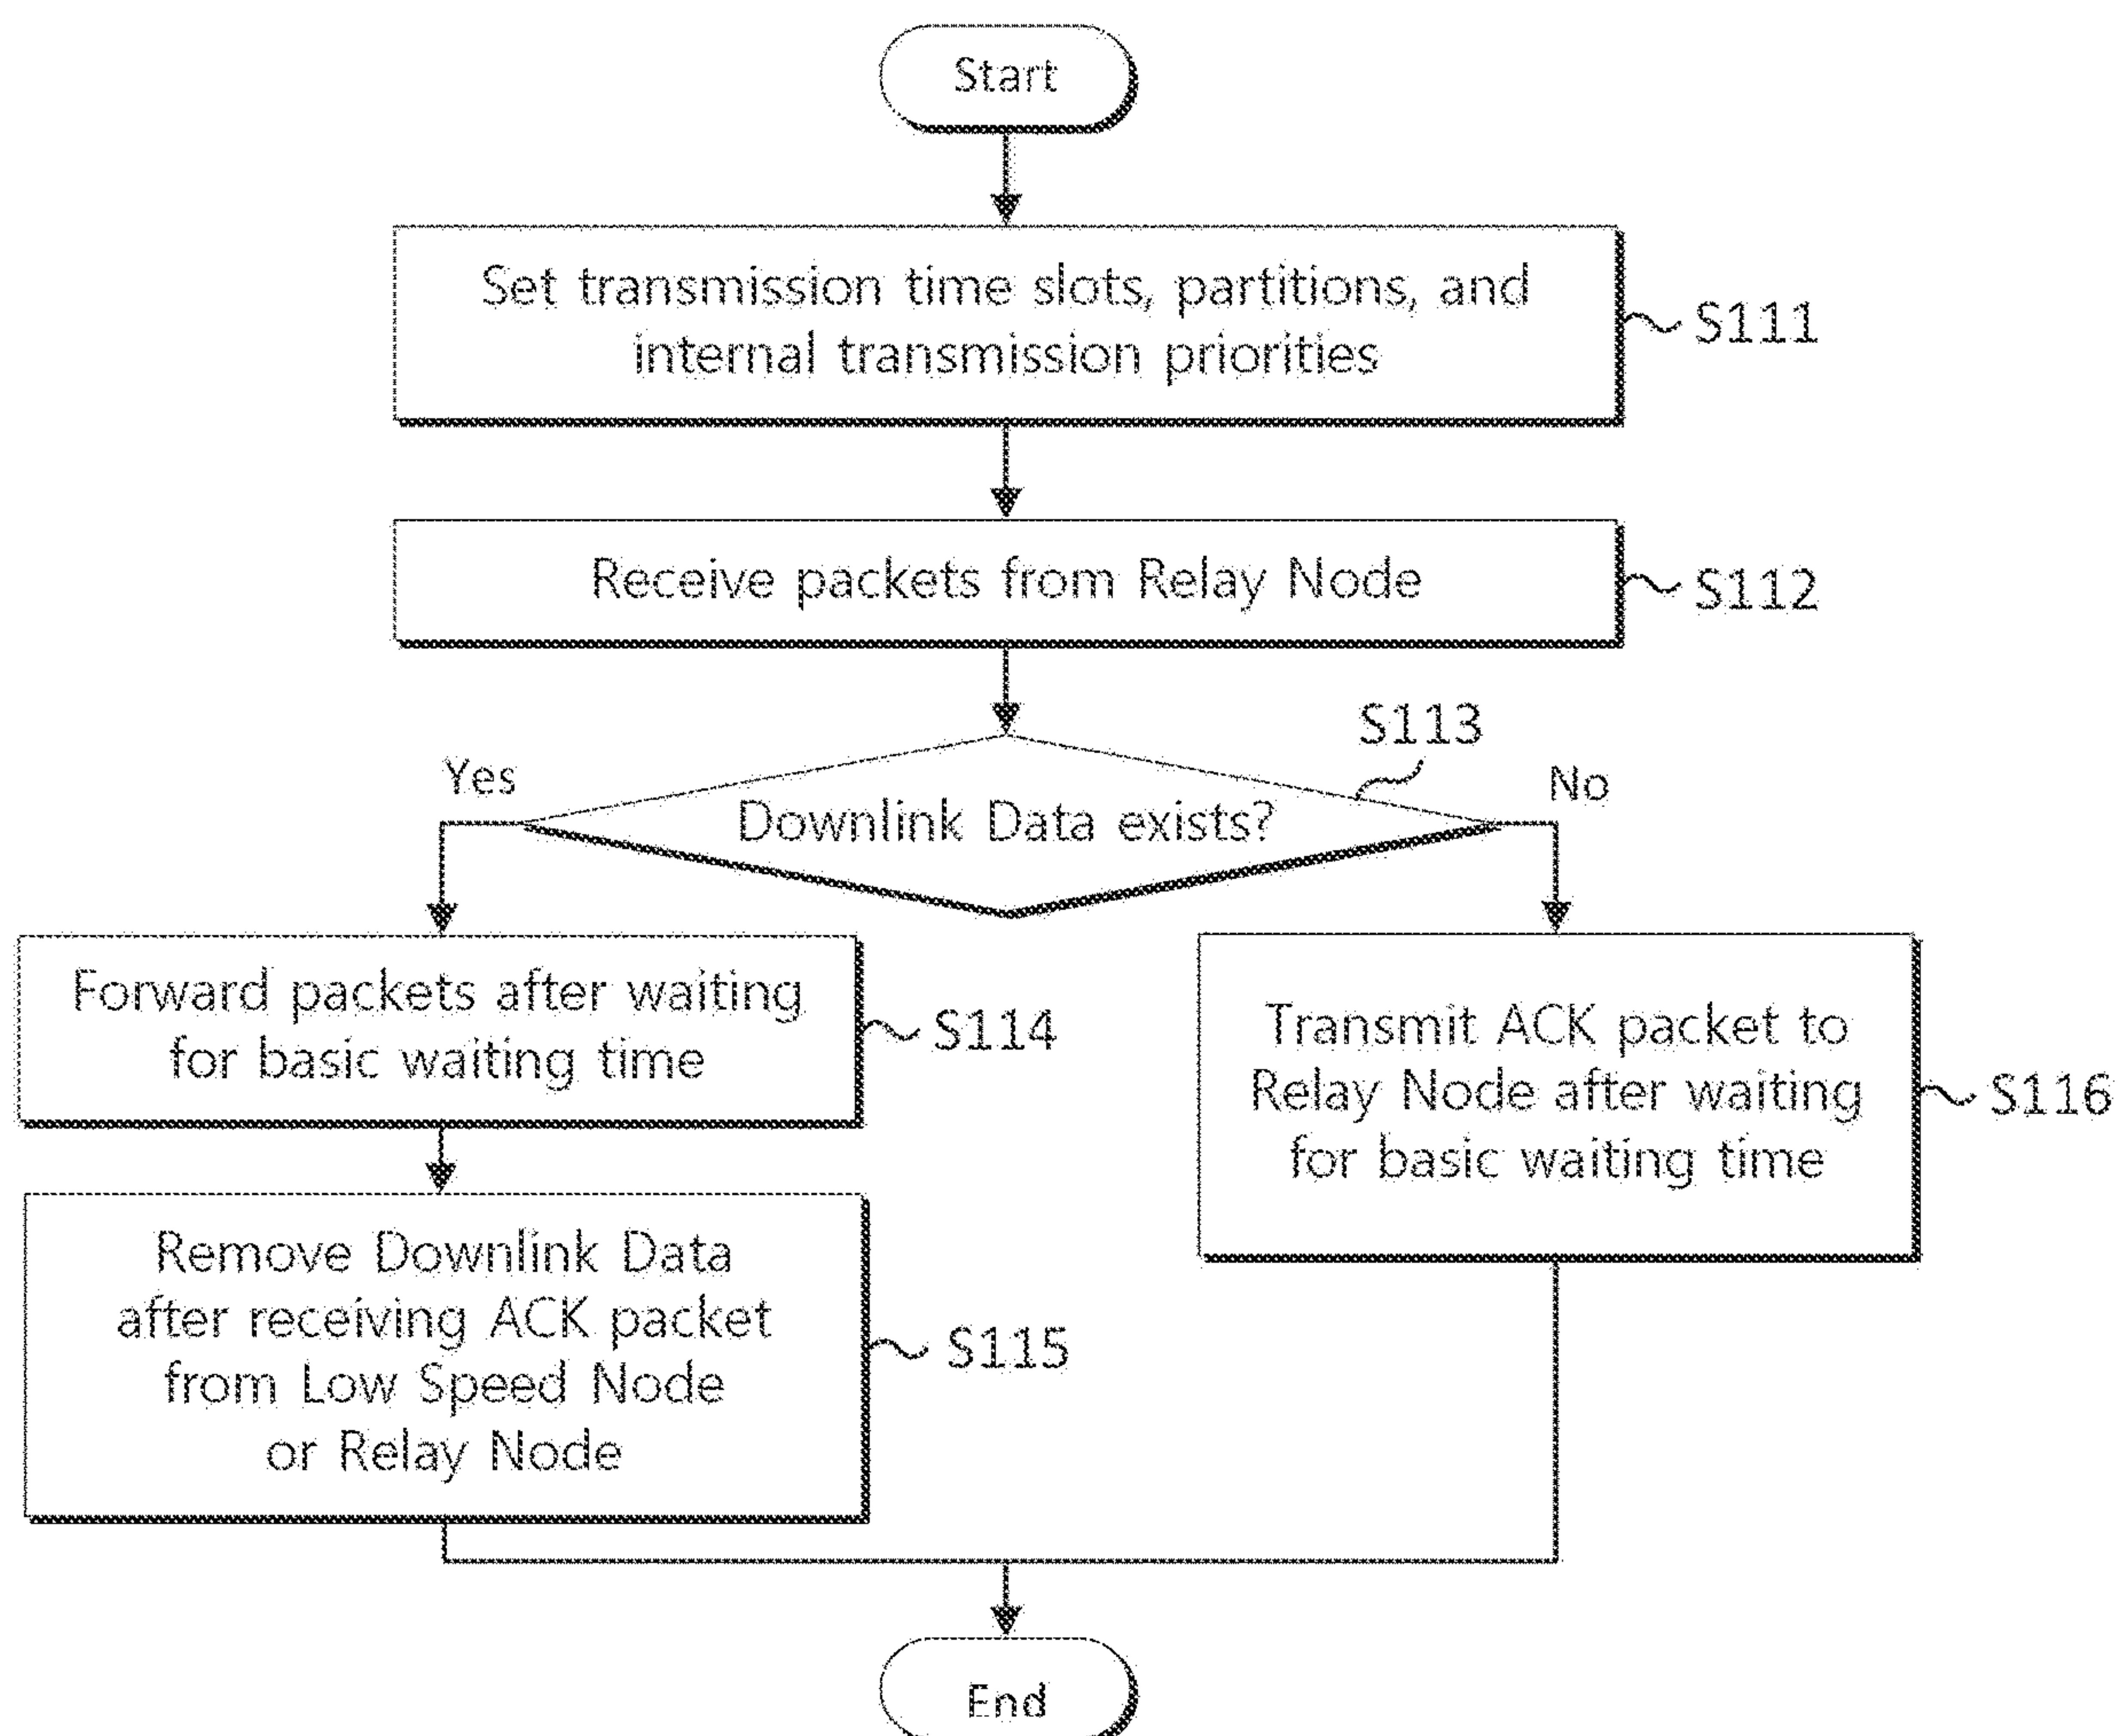 Start
Set transmission time slots, partitions, and
internal transmission priorities
S111
Receive packets from Relay Node
S112
S113
Yes
No
Downlink Data exists?
Forward packets after waiting
for basic waiting time
S114
Transmit ACK packet to
Relay Node after waiting
for basic waiting time
S116
Remove Downlink Data
after receiving ACK packet
from Low Speed Node
or Relay Node
S115
End